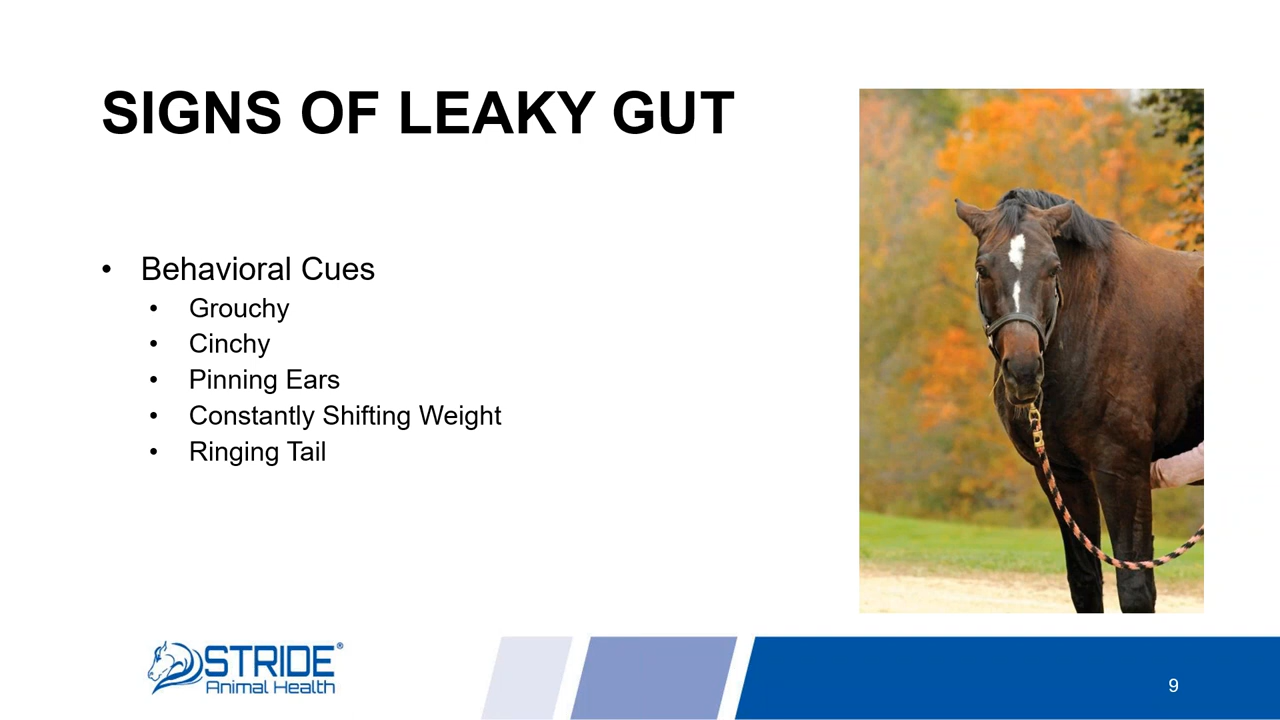 SIGNS OF LEAKY GUT
• Behavioral Cues
• Grouchy
• Cinchy
• Pinning Ears
• Constantly Shifting Weight
• Ringing Tail
STRIDE®
Animal Health
9